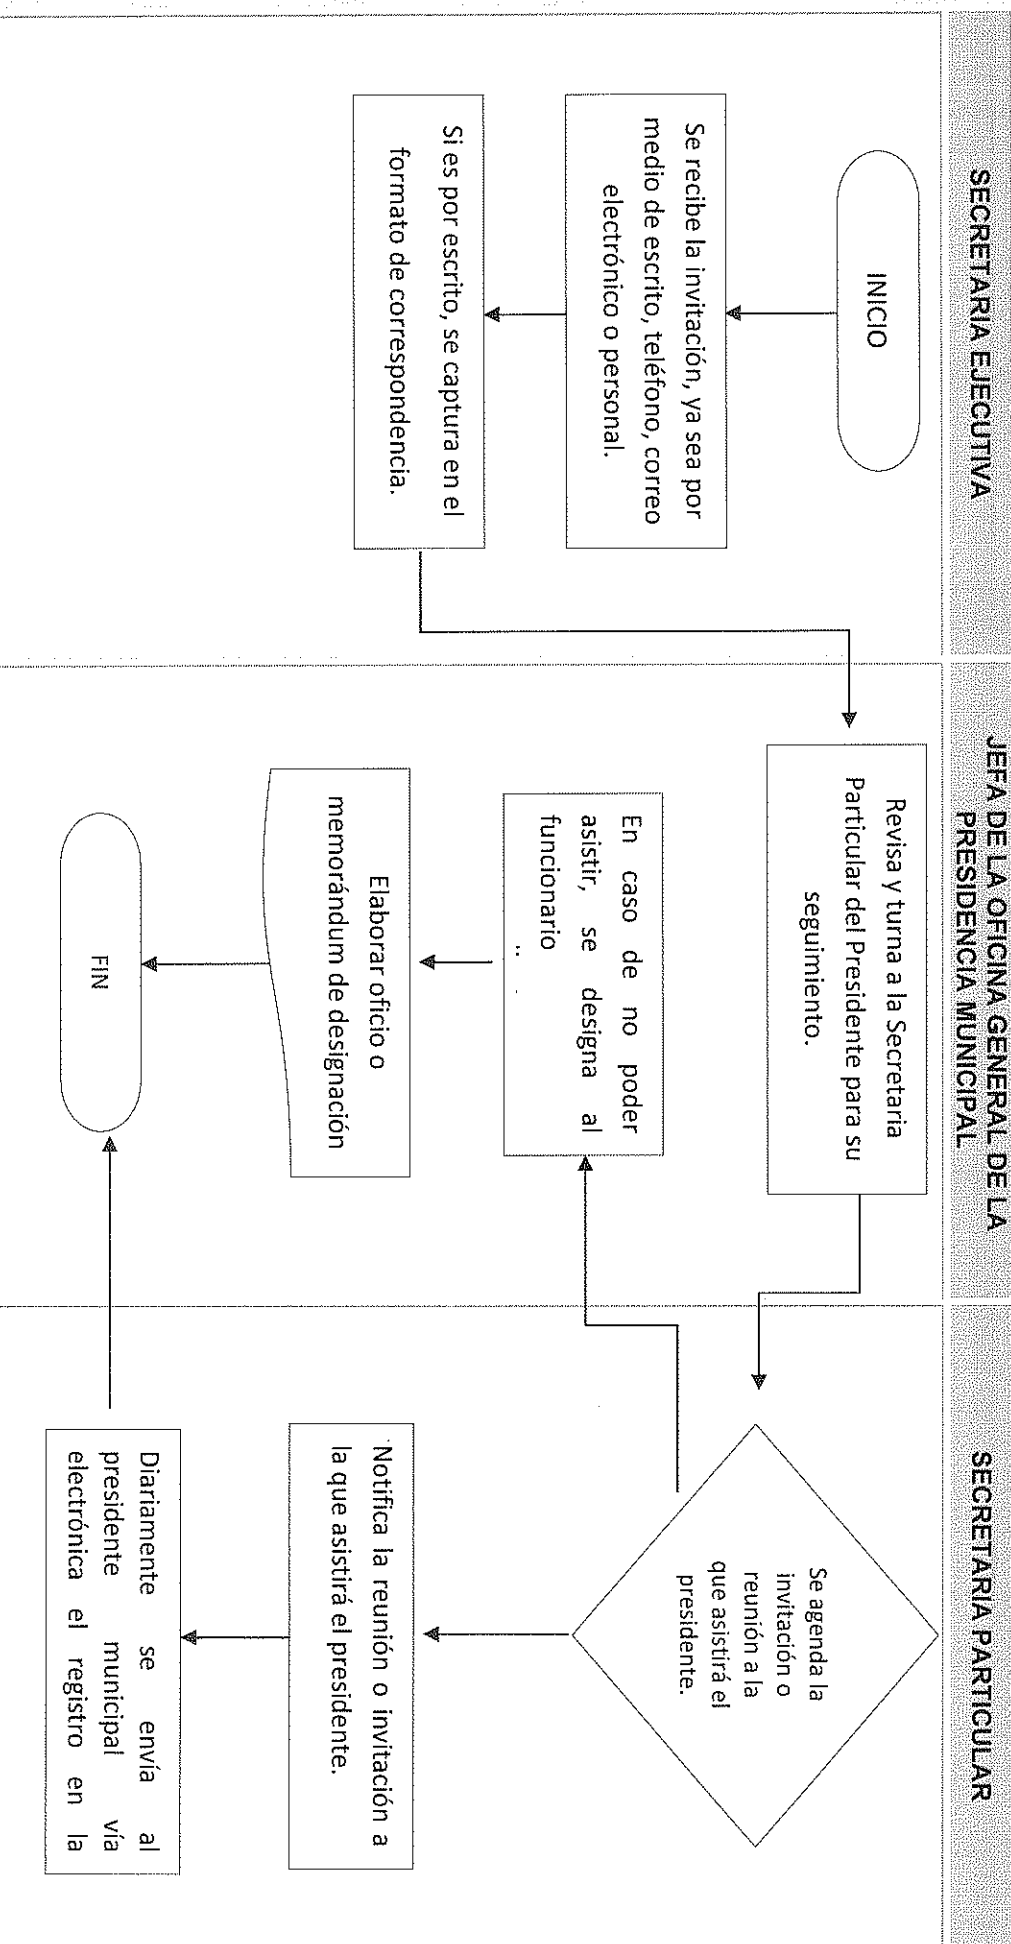 SECRETARIA EJECUTIVA
JEFA DE LA OFICINA GENERAL DE LA
PRESIDENCIA MUNICIPAL
SECRETARIA PARTICULAR
INICIO
Se recibe la invitación, ya sea por
medio de escrito, teléfono, correo
electrónico o personal.
Si es por escrito, se captura en el
formato de correspondencia.
Revisa y turna a la Secretaria
Particular del Presidente para su
seguimiento.
Se agenda la
invitación o
reunión a la
que asistirá el
presidente.
En caso de no poder
asistir, se designa al
funcionario
Elaborar oficio o
memorándum de designación
Notifica la reunión o invitación a
la que asistirá el presidente.
Diariamente se envía al
presidente municipal vía
electrónica el registro en la
FIN